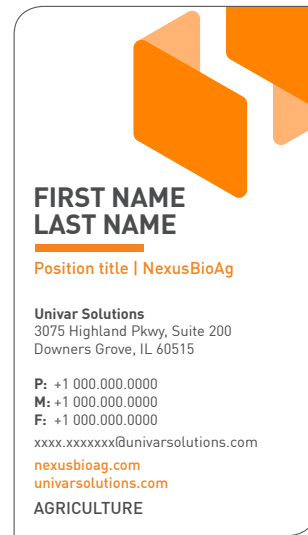 FIRST NAME
LAST NAME
Position title | NexusBioAg
Univar Solutions
3075 Highland Pkwy, Suite 200
Downers Grove, IL 60515
P: +1 000.000.0000
M: +1 000.000.0000
F: +1 000.000.0000
xxxx.xxxxxxx@univarsolutions.com
nexusbioag.com
univarsolutions.com
AGRICULTURE